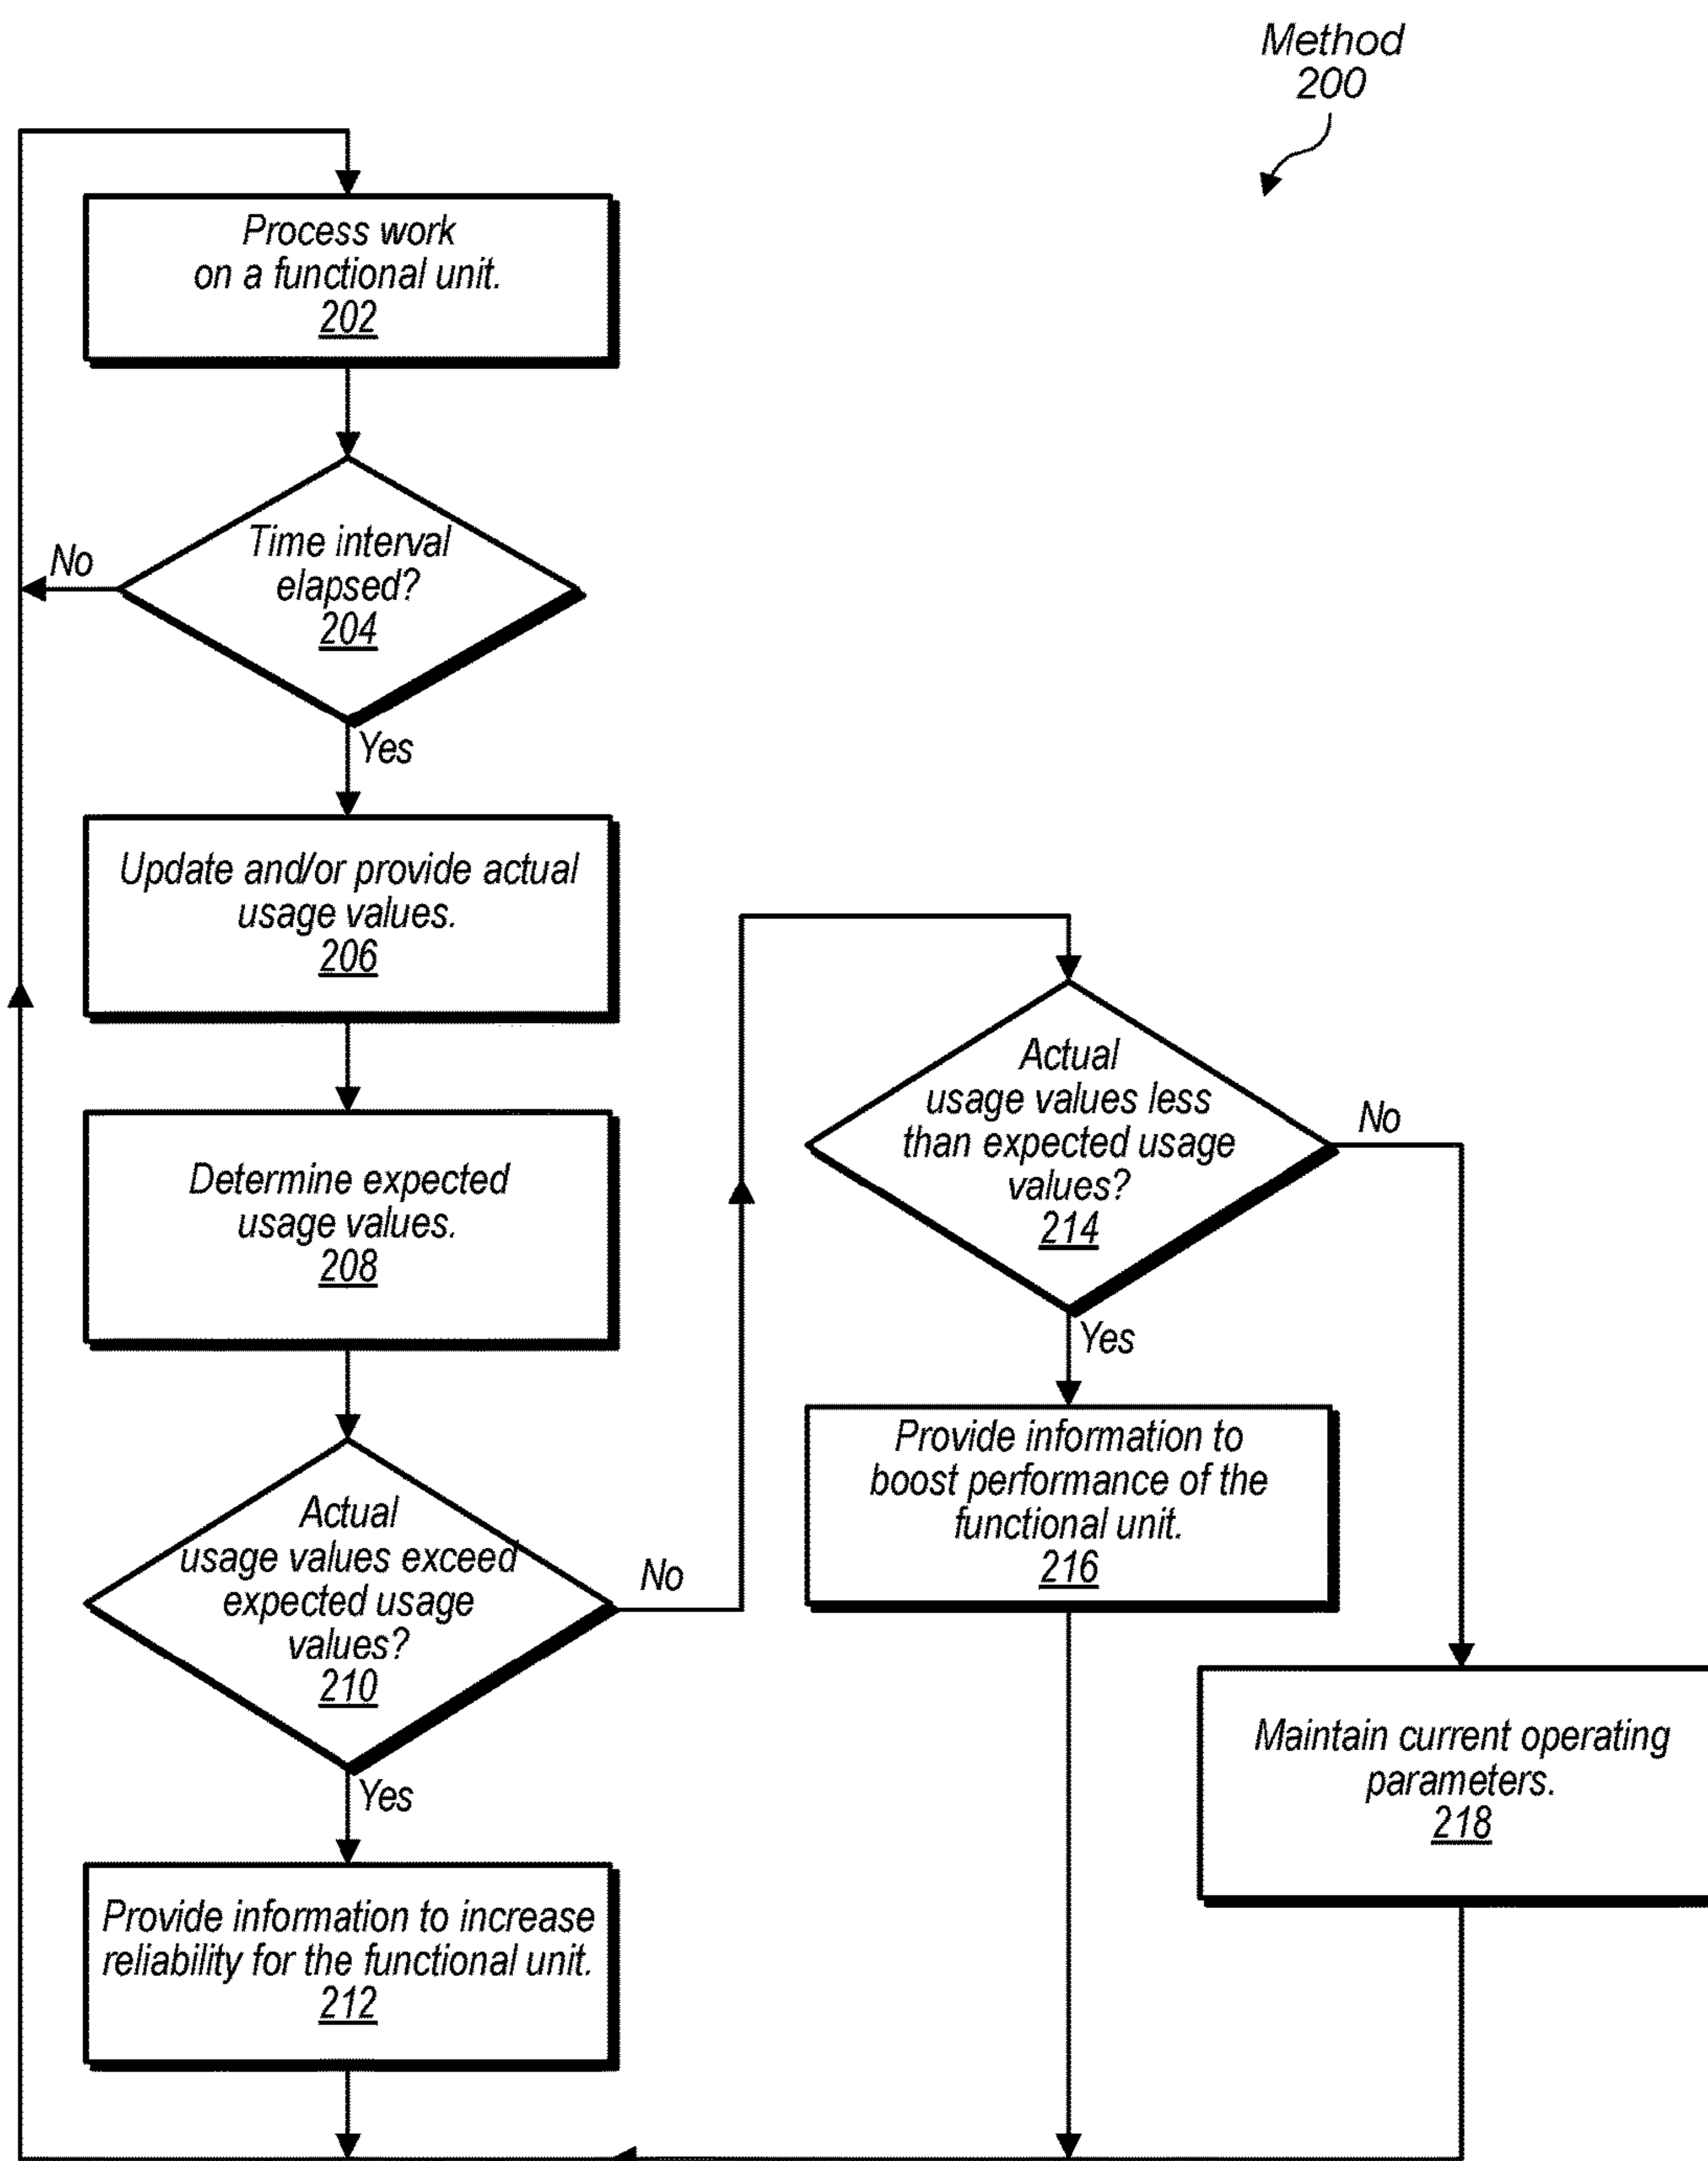 Method
200
Process work
on a functional unit.
202
Time interval
elapsed?
204
No
Yes
Update and/or provide actual
usage values.
206
Determine expected
usage values.
208
Actual
usage values exceed
expected usage
values?
210
No
Yes
Provide information to increase
reliability for the functional unit.
212
Actual
usage values less
than expected usage
values?
214
No
Yes
Provide information to
boost performance of the
functional unit.
216
Maintain current operating
parameters.
218